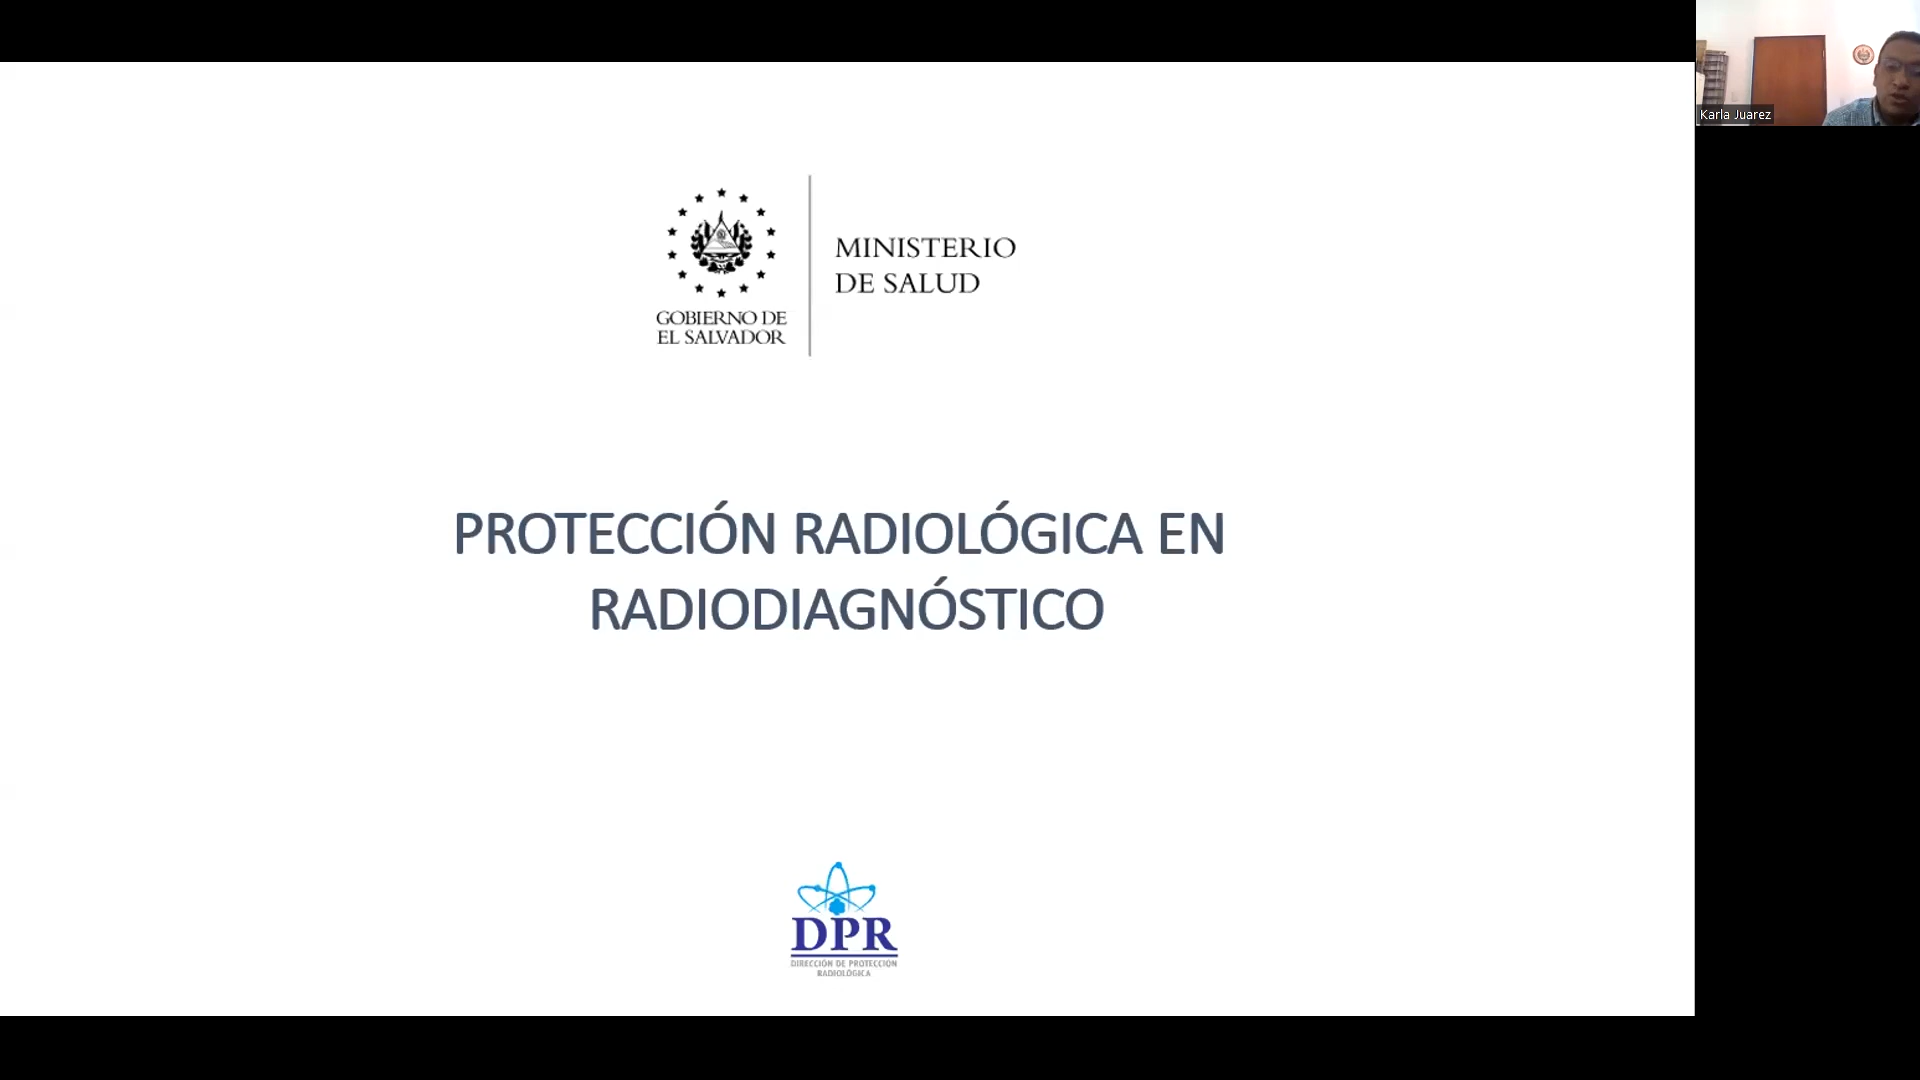 MINISTERIO
DE SALUD
GOBIERNO DE
EL SALVADOR
PROTECCIÓN RADIOLÓGICA EN
RADIODIAGNÓSTICO
DPR
DIRECCIÓN DE PROTECCIÓN
RADIOLÓGICA
Karla Juarez